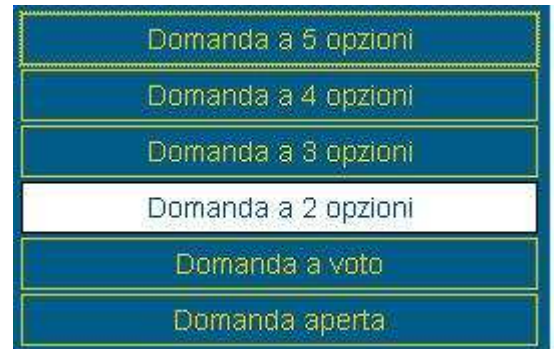 Domanda a 5 opzioni
Domanda a 4 opzioni
Domanda a 3 opzioni
Domanda a 2 opzioni
Domanda a voto
Domanda aperta